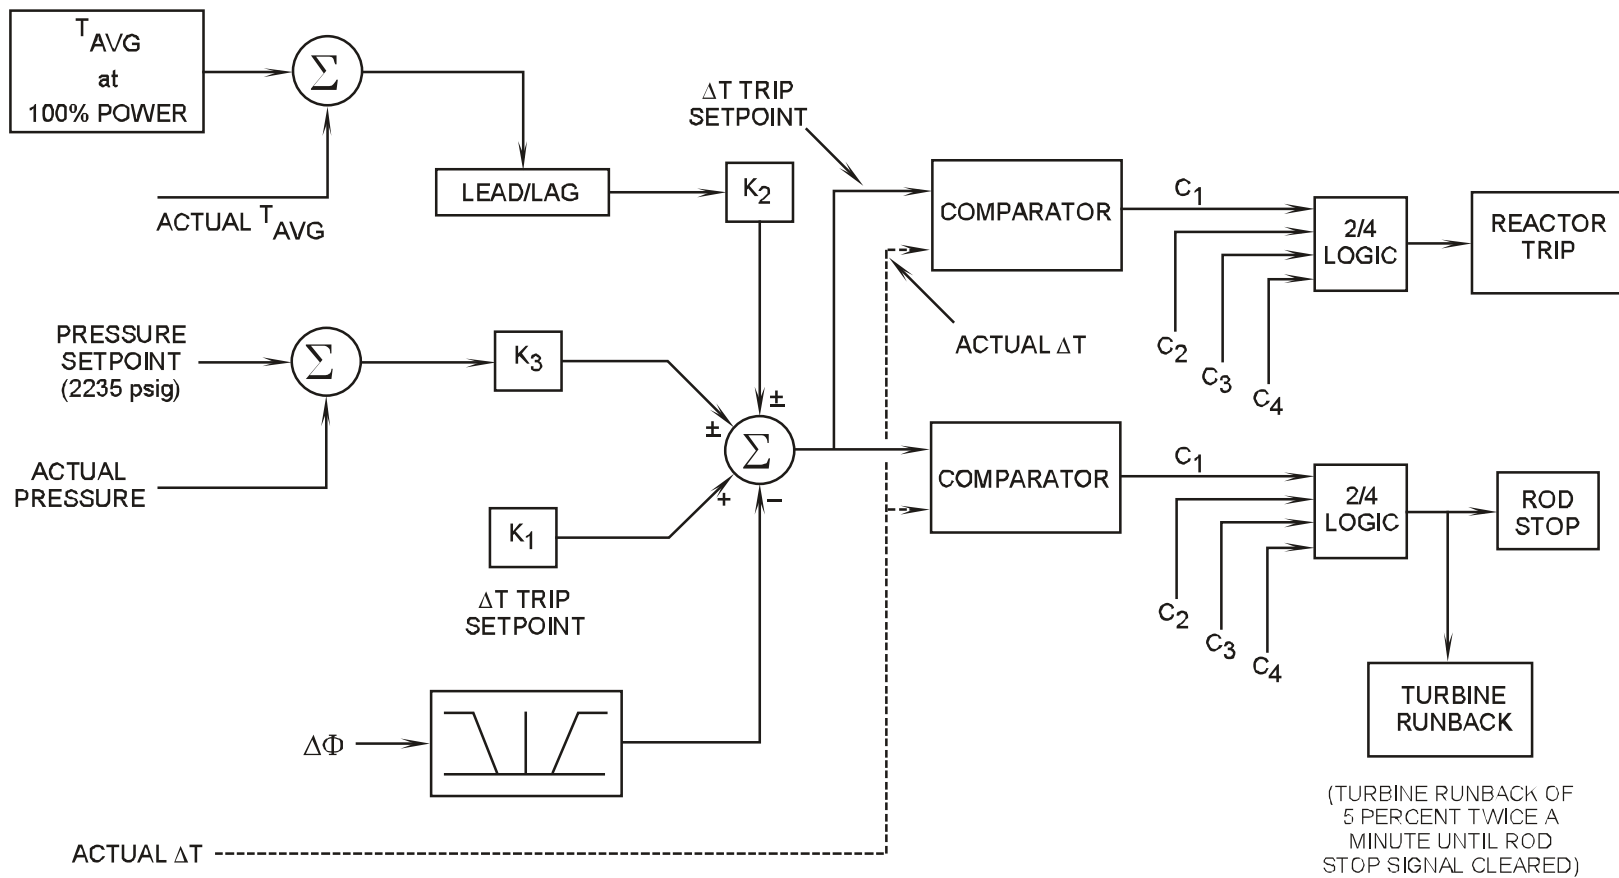 T AVG
at
100% POWER
Σ
ACTUAL T AVG
LEAD/LAG
K2
ΔT TRIP
SETPOINT
COMPARATOR
C1
C2
C3
C4
2/4
LOGIC
REACTOR
TRIP
ACTUAL ΔT
PRESSURE
SETPOINT
(2235 psig)
Σ
K3
ACTUAL
PRESSURE
±
±
Σ
+
−
K1
ΔT TRIP
SETPOINT
COMPARATOR
C1
C2
C3
C4
2/4
LOGIC
ROD
STOP
TURBINE
RUNBACK
(TURBINE RUNBACK OF
5 PERCENT TWICE A
MINUTE UNTIL ROD
STOP SIGNAL CLEARED)
ΔΦ
ACTUAL ΔT